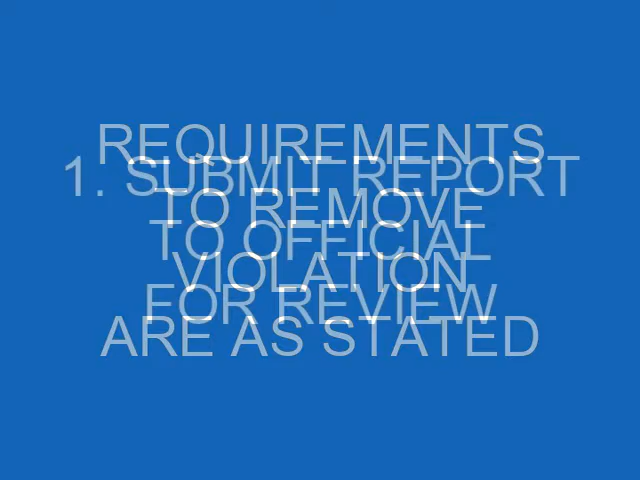 REQUIREMENTS
1. SUBMIT REPORT
TO REMOVE
TO OFFICIAL
VIOLATION
FOR REVIEW
ARE AS STATED